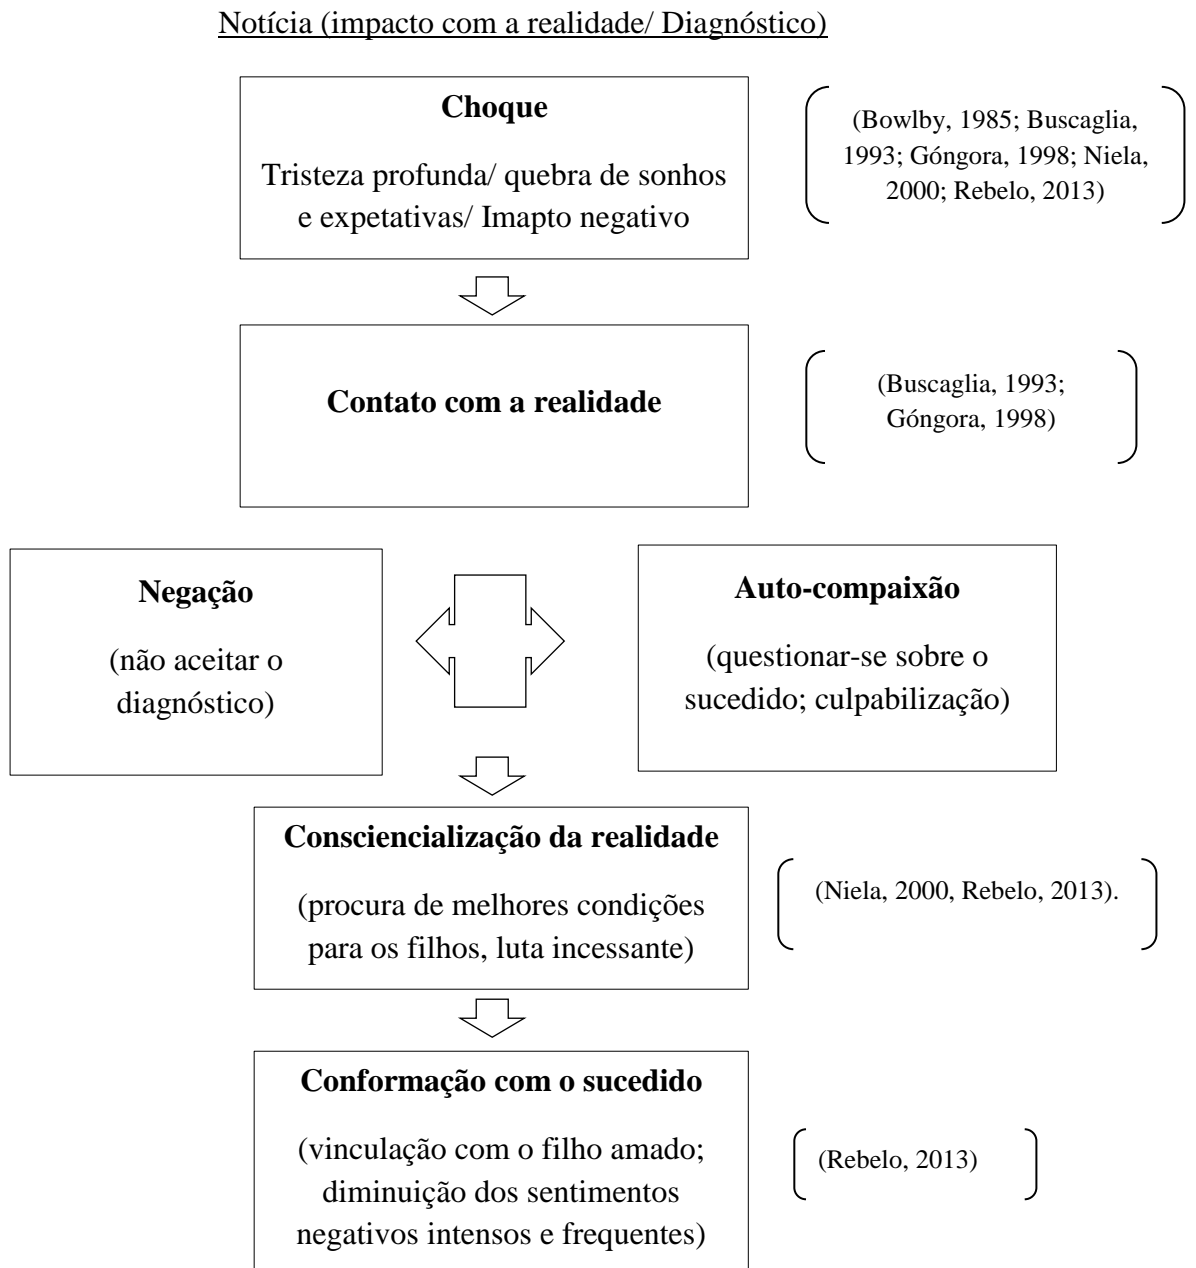 Notícia (impacto com a realidade/ Diagnóstico)
Choque
Tristeza profunda/ quebra de sonhos
e expetativas/ Imapto negativo
(Bowlby, 1985; Buscaglia,
1993; Góngora, 1998; Niela,
2000; Rebelo, 2013)
Contato com a realidade
(Buscaglia, 1993;
Góngora, 1998)
Negação
(não aceitar o
diagnóstico)
Auto-compaixão
(questionar-se sobre o
sucedido; culpabilização)
Consciencialização da realidade
(procura de melhores condições
para os filhos, luta incessante)
(Niela, 2000, Rebelo, 2013).
Conformação com o sucedido
(vinculação com o filho amado;
diminuição dos sentimentos
negativos intensos e frequentes)
(Rebelo, 2013)